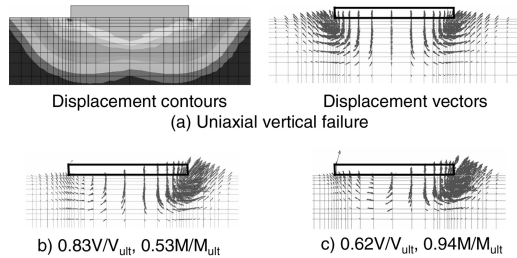 Displacement contours
Displacement vectors
(a) Uniaxial vertical failure
b) 0.83V/Vult, 0.53M/Mult
c) 0.62V/Vult, 0.94M/Mult